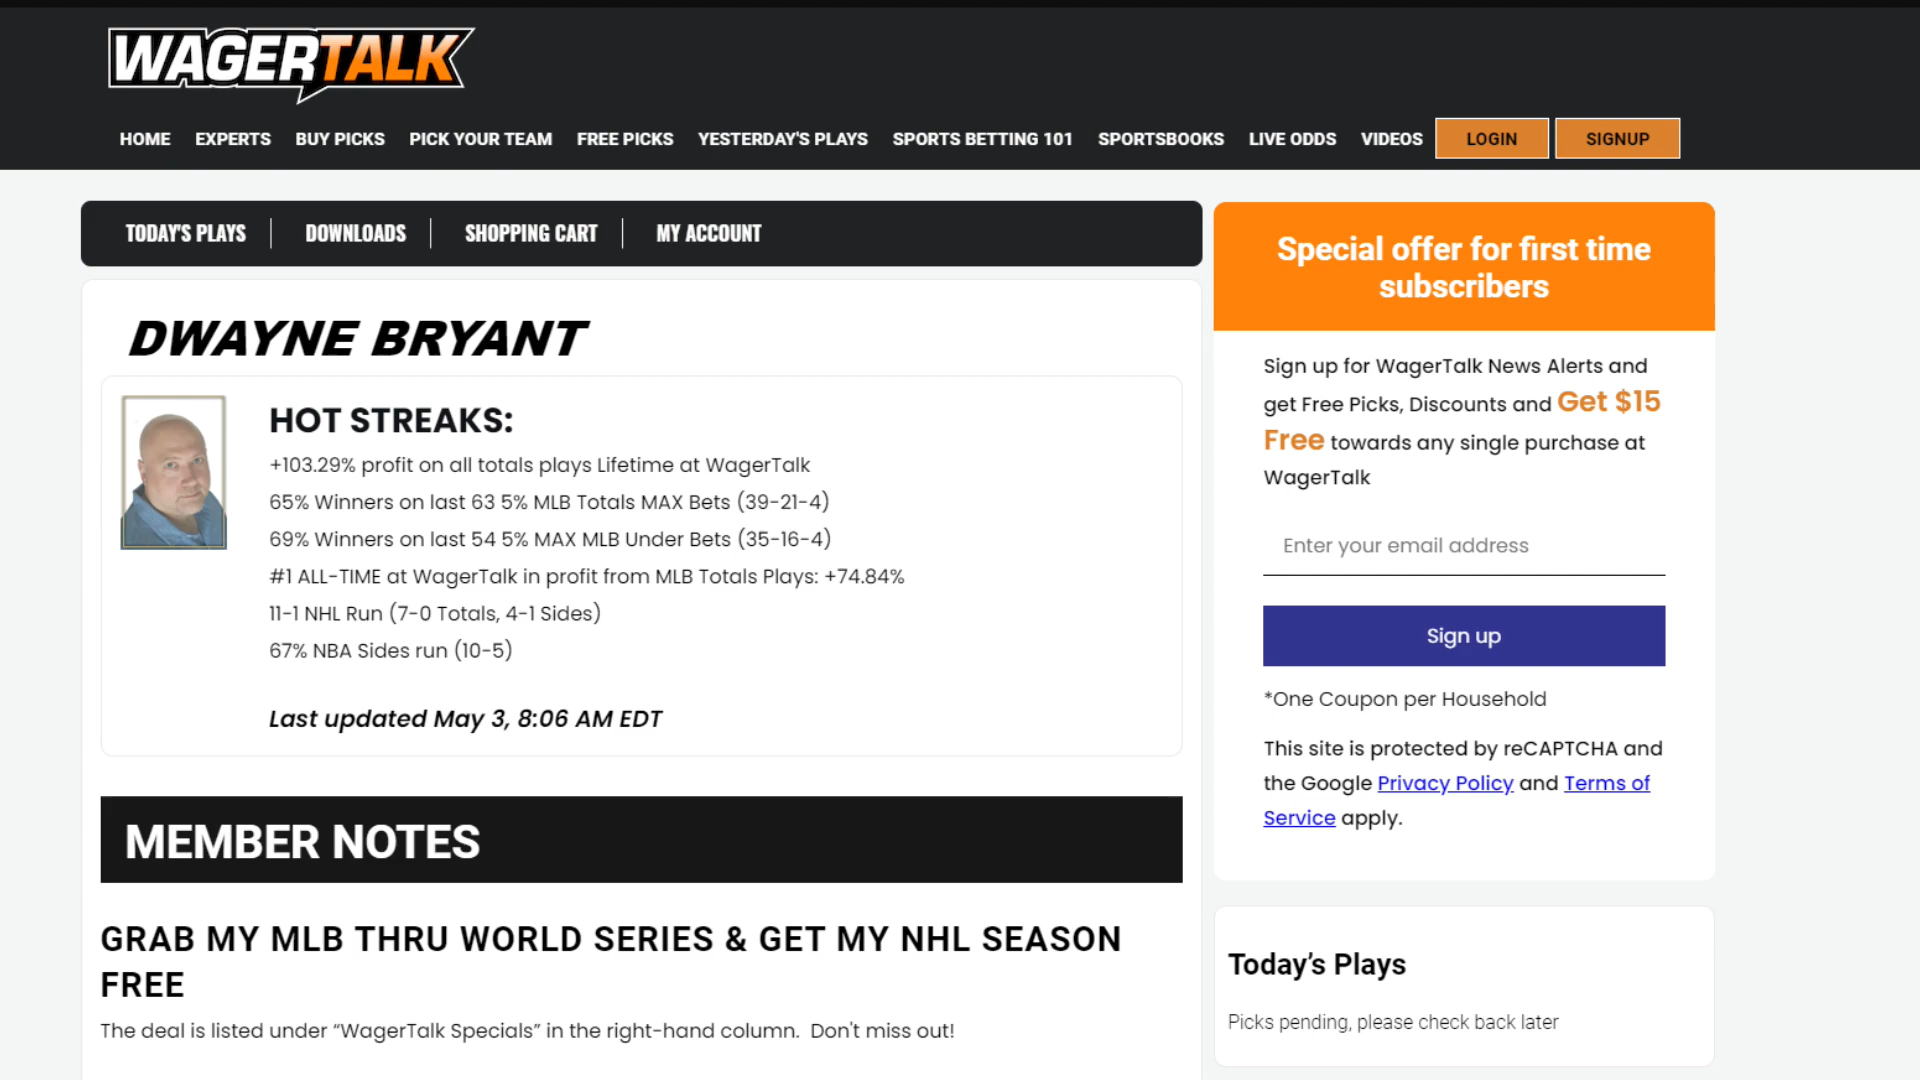 WAGERTALK
HOME EXPERTS BUY PICKS PICK YOUR TEAM FREE PICKS YESTERDAY'S PLAYS SPORTS BETTING 101 SPORTSBOOKS LIVE ODDS VIDEOS LOGIN SIGNUP
TODAY'S PLAYS DOWNLOADS SHOPPING CART MY ACCOUNT
DWAYNE BRYANT
HOT STREAKS:
+103.29% profit on all totals plays Lifetime at WagerTalk
65% Winners on last 63 5% MLB Totals MAX Bets (39-21-4)
69% Winners on last 54 5% MAX MLB Under Bets (35-16-4)
#1 ALL-TIME at WagerTalk in profit from MLB Totals Plays: +74.84%
11-1 NHL Run (7-0 Totals, 4-1 Sides)
67% NBA Sides run (10-5)
Last updated May 3, 8:06 AM EDT
MEMBER NOTES
GRAB MY MLB THRU WORLD SERIES & GET MY NHL SEASON
FREE
The deal is listed under “WagerTalk Specials” in the right-hand column. Don't miss out!
Special offer for first time
subscribers
Sign up for WagerTalk News Alerts and
get Free Picks, Discounts and Get $15
Free towards any single purchase at
WagerTalk
Enter your email address
Sign up
*One Coupon per Household
This site is protected by reCAPTCHA and
the Google Privacy Policy and Terms of
Service apply.
Today’s Plays
Picks pending, please check back later